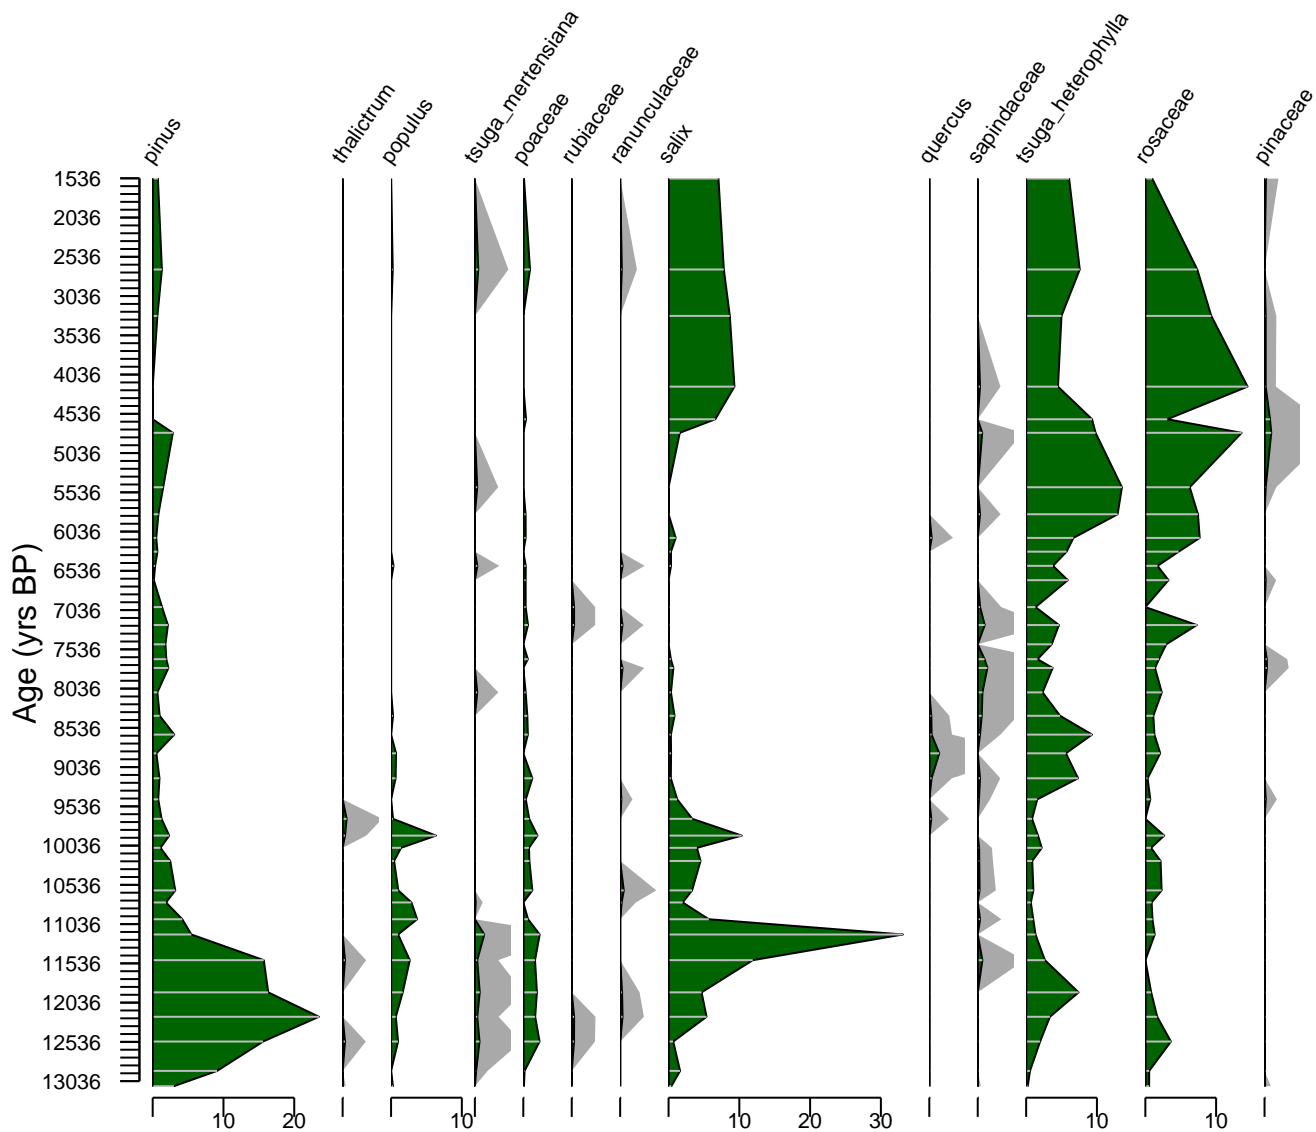 pinus
thalictrum
populus
tsuga_mertensiana
poaceae
rubiaceae
ranunculaceae
salix
quercus
sapindaceae
tsuga_heterophylla
rosaceae
pinaceae
Age (yrs BP)
1536
2036
2536
3036
3536
4036
4536
5036
5536
6036
6536
7036
7536
8036
8536
9036
9536
10036
10536
11036
11536
12036
12536
13036
10 20 10 10 20 30 10 10